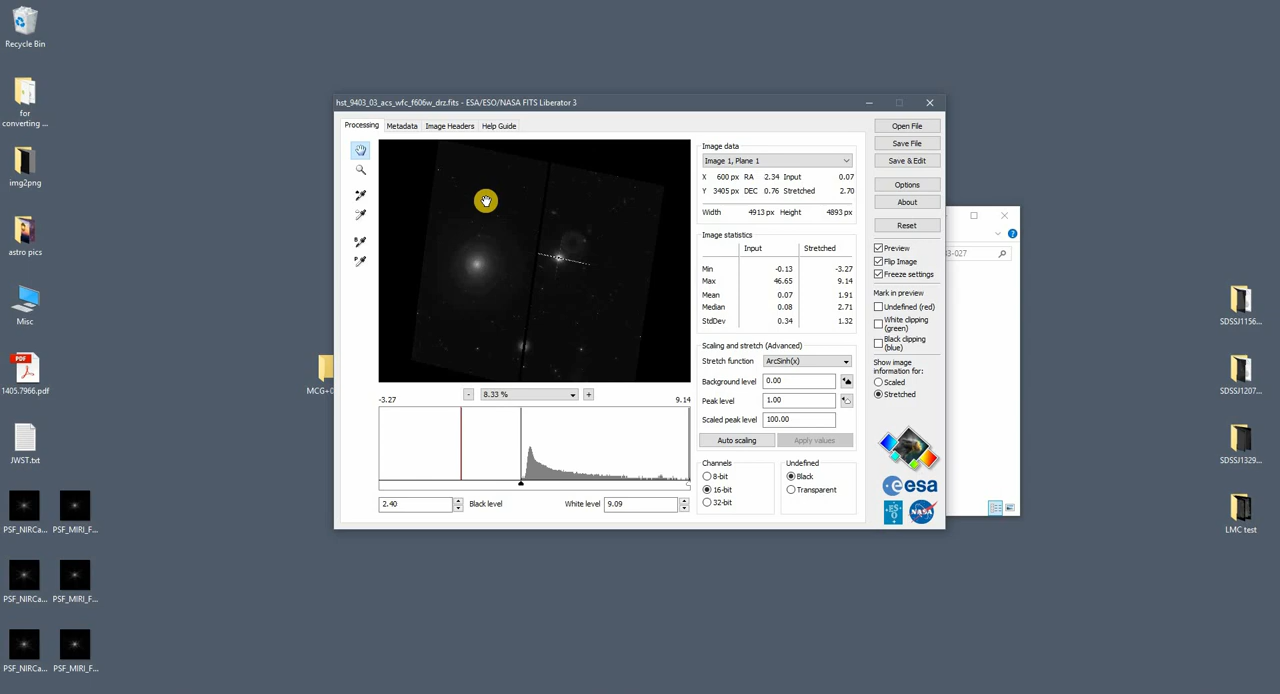 Recycle Bin
for
converting ...
img2png
astro pics
Misc
PDF
1405.7966.pdf
JWST.txt
PSF_NIRCa...
PSF_MIRI_F...
PSF_NIRCa...
PSF_MIRI_F...
PSF_NIRCa...
PSF_MIRI_F...
hst_9403_03_acs_wfc_f606w_drz.fits - ESA/ESO/NASA FITS Liberator 3
Processing
Metadata
Image Headers
Help Guide
Image data
Image 1, Plane 1
X 600 px RA 2.34 Input 0.07
Y 3405 px DEC 0.76 Stretched 2.70
Width 4913 px Height 4893 px
Image statistics
Input Stretched
Min -0.13 -3.27
Max 46.65 9.14
Mean 0.07 1.91
Median 0.08 2.71
StdDev 0.34 1.32
Scaling and stretch (Advanced)
Stretch function ArcSinh(x)
Background level 0.00
Peak level 1.00
Scaled peak level 100.00
Auto scaling
Apply values
Channels
8-bit
16-bit
32-bit
Undefined
Black
Transparent
- 8.33 % +
-3.27 9.14
2.40 Black level
White level 9.09
Open File
Save File
Save & Edit
Options
About
Reset
Preview
Flip Image
Freeze settings
Mark in preview
Undefined (red)
White clipping
(green)
Black clipping
(blue)
Show image
information for:
Scaled
Stretched
esa
ES
O
NASA
MCG+0
3-027
SDSSJ1156...
SDSSJ1207...
SDSSJ1329...
LMC test